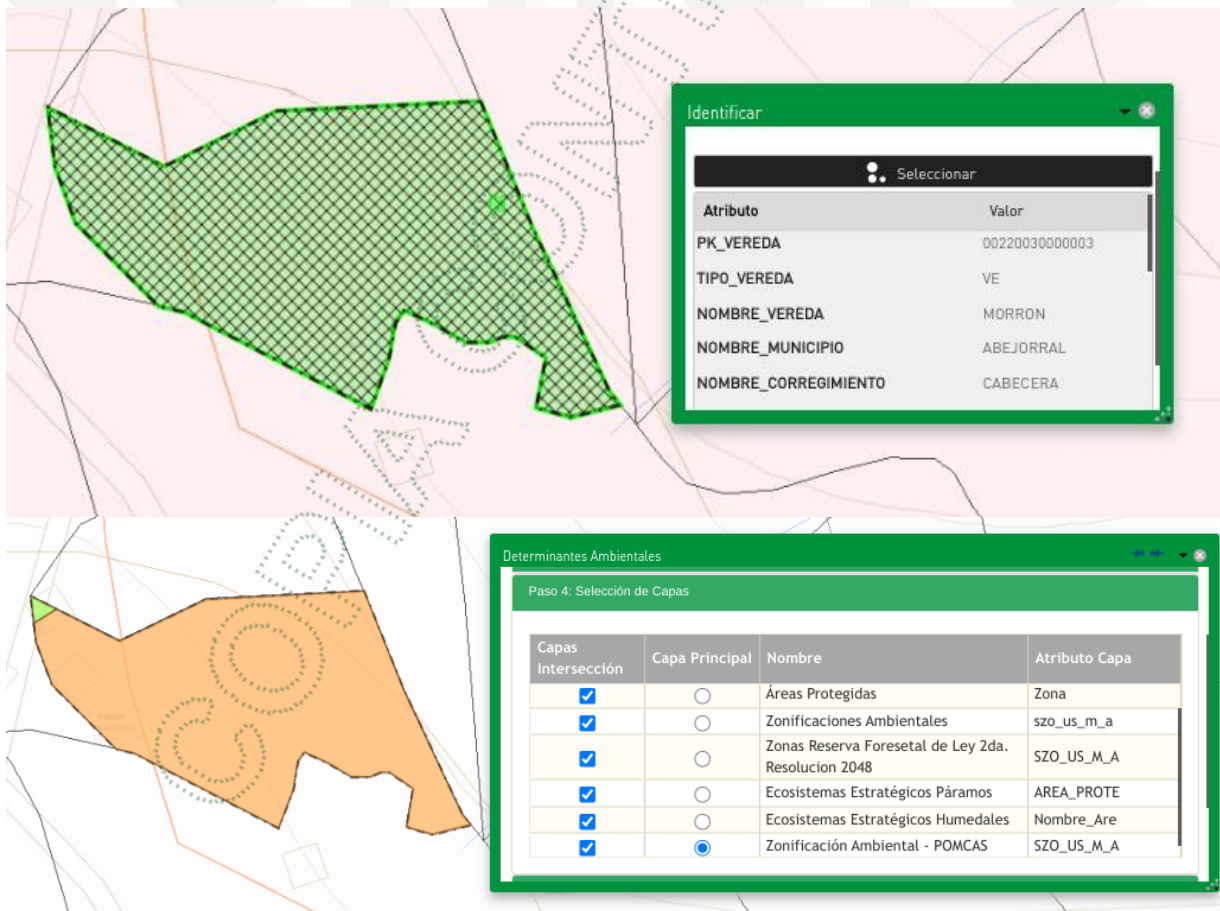 Identificar
Seleccionar
Atributo Valor
PK_VEREDA 00220030000003
TIPO_VEREDA VE
NOMBRE_VEREDA MORRON
NOMBRE_MUNICIPIO ABEJORRAL
NOMBRE_CORREGIMIENTO CABECERA
Determinantes Ambientales
Paso 4: Selección de Capas
Capas Intersección Capa Principal Nombre Atributo Capa
Áreas Protegidas Zona
Zonificaciones Ambientales szo_us_m_a
Zonas Reserva Foresetal de Ley 2da.
Resolucion 2048 SZO_US_M_A
Ecosistemas Estratégicos Páramos AREA_PROTE
Ecosistemas Estratégicos Humedales Nombre_Are
Zonificación Ambiental - POMCAS SZO_US_M_A